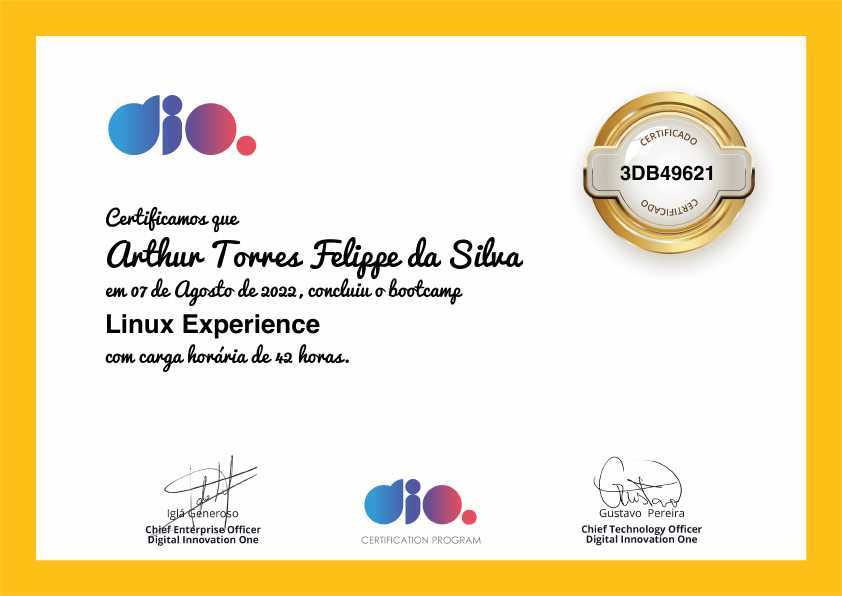 dio.
CERTIFICADO
3DB49621
CERTIFICADO
Certificamos que
Arthur Torres Felippe da Silva
em 07 de Agosto de 2022, concluiu o bootcamp
Linux Experience
com carga horária de 42 horas.
Iglá Generoso
Chief Enterprise Officer
Digital Innovation One
dio.
CERTIFICATION PROGRAM
Gustavo
Gustavo Pereira
Chief Technology Officer
Digital Innovation One